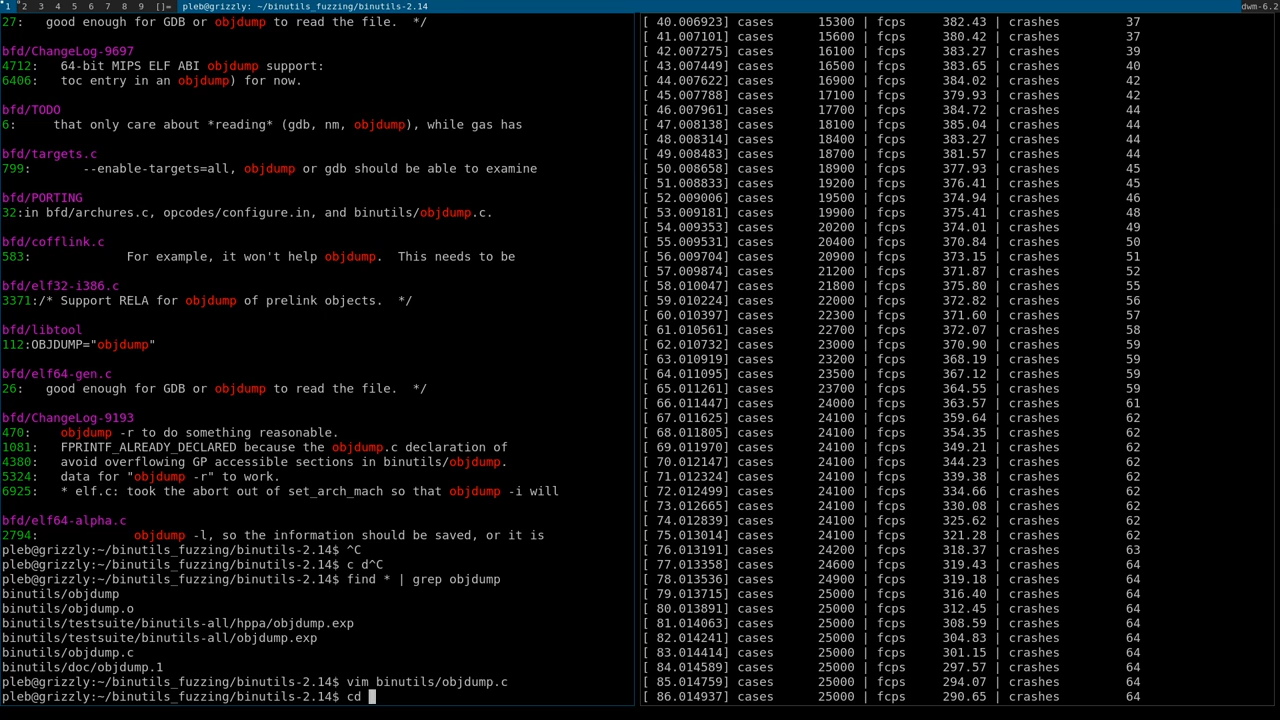 1 2 3 4 5 6 7 8 9 []= pleb@grizzly:~/binutils_fuzzing/binutils-2.14 dwm-6.2
27:   good enough for GDB or objdump to read the file.  */
bfd/ChangeLog-9697
4712:   64-bit MIPS ELF ABI objdump support:
6406:   toc entry in an objdump) for now.
bfd/TODO
6:     that only care about *reading* (gdb, nm, objdump), while gas has
bfd/targets.c
799:       --enable-targets=all, objdump or gdb should be able to examine
bfd/PORTING
32:in bfd/archures.c, opcodes/configure.in, and binutils/objdump.c.
bfd/cofflink.c
583:             For example, it won't help objdump.  This needs to be
bfd/elf32-i386.c
3371:/* Support RELA for objdump of prelink objects.  */
bfd/libtool
112:OBJDUMP="objdump"
bfd/elf64-gen.c
26:   good enough for GDB or objdump to read the file.  */
bfd/ChangeLog-9193
470:    objdump -r to do something reasonable.
1081:   FPRINTF_ALREADY_DECLARED because the objdump.c declaration of
4380:   avoid overflowing GP accessible sections in binutils/objdump.
5324:   data for "objdump -r" to work.
6925:   * elf.c: took the abort out of set_arch_mach so that objdump -i will
bfd/elf64-alpha.c
2794:             objdump -l, so the information should be saved, or it is
pleb@grizzly:~/binutils_fuzzing/binutils-2.14$ ^C
pleb@grizzly:~/binutils_fuzzing/binutils-2.14$ c d^C
pleb@grizzly:~/binutils_fuzzing/binutils-2.14$ find * | grep objdump
binutils/objdump
binutils/objdump.o
binutils/testsuite/binutils-all/hppa/objdump.exp
binutils/testsuite/binutils-all/objdump.exp
binutils/objdump.c
binutils/doc/objdump.1
pleb@grizzly:~/binutils_fuzzing/binutils-2.14$ vim binutils/objdump.c
pleb@grizzly:~/binutils_fuzzing/binutils-2.14$ cd
[ 40.006923] cases 15300 | fcps 382.43 | crashes 37
[ 41.007101] cases 15600 | fcps 380.42 | crashes 37
[ 42.007275] cases 16100 | fcps 383.27 | crashes 39
[ 43.007449] cases 16500 | fcps 383.65 | crashes 40
[ 44.007622] cases 16900 | fcps 384.02 | crashes 42
[ 45.007788] cases 17100 | fcps 379.93 | crashes 42
[ 46.007961] cases 17700 | fcps 384.72 | crashes 44
[ 47.008138] cases 18100 | fcps 385.04 | crashes 44
[ 48.008314] cases 18400 | fcps 383.27 | crashes 44
[ 49.008483] cases 18700 | fcps 381.57 | crashes 44
[ 50.008658] cases 18900 | fcps 377.93 | crashes 45
[ 51.008833] cases 19200 | fcps 376.41 | crashes 45
[ 52.009006] cases 19500 | fcps 374.94 | crashes 46
[ 53.009181] cases 19900 | fcps 375.41 | crashes 48
[ 54.009353] cases 20200 | fcps 374.01 | crashes 49
[ 55.009531] cases 20400 | fcps 370.84 | crashes 50
[ 56.009704] cases 20900 | fcps 373.15 | crashes 51
[ 57.009874] cases 21200 | fcps 371.87 | crashes 52
[ 58.010047] cases 21800 | fcps 375.80 | crashes 55
[ 59.010224] cases 22000 | fcps 372.82 | crashes 56
[ 60.010397] cases 22300 | fcps 371.60 | crashes 57
[ 61.010561] cases 22700 | fcps 372.07 | crashes 58
[ 62.010732] cases 23000 | fcps 370.90 | crashes 59
[ 63.010919] cases 23200 | fcps 368.19 | crashes 59
[ 64.011095] cases 23500 | fcps 367.12 | crashes 59
[ 65.011261] cases 23700 | fcps 364.55 | crashes 59
[ 66.011447] cases 24000 | fcps 363.57 | crashes 61
[ 67.011625] cases 24100 | fcps 359.64 | crashes 62
[ 68.011805] cases 24100 | fcps 354.35 | crashes 62
[ 69.011970] cases 24100 | fcps 349.21 | crashes 62
[ 70.012147] cases 24100 | fcps 344.23 | crashes 62
[ 71.012324] cases 24100 | fcps 339.38 | crashes 62
[ 72.012499] cases 24100 | fcps 334.66 | crashes 62
[ 73.012665] cases 24100 | fcps 330.08 | crashes 62
[ 74.012839] cases 24100 | fcps 325.62 | crashes 62
[ 75.013014] cases 24100 | fcps 321.28 | crashes 62
[ 76.013191] cases 24200 | fcps 318.37 | crashes 63
[ 77.013358] cases 24600 | fcps 319.43 | crashes 64
[ 78.013536] cases 24900 | fcps 319.18 | crashes 64
[ 79.013715] cases 25000 | fcps 316.40 | crashes 64
[ 80.013891] cases 25000 | fcps 312.45 | crashes 64
[ 81.014063] cases 25000 | fcps 308.59 | crashes 64
[ 82.014241] cases 25000 | fcps 304.83 | crashes 64
[ 83.014414] cases 25000 | fcps 301.15 | crashes 64
[ 84.014589] cases 25000 | fcps 297.57 | crashes 64
[ 85.014759] cases 25000 | fcps 294.07 | crashes 64
[ 86.014937] cases 25000 | fcps 290.65 | crashes 64